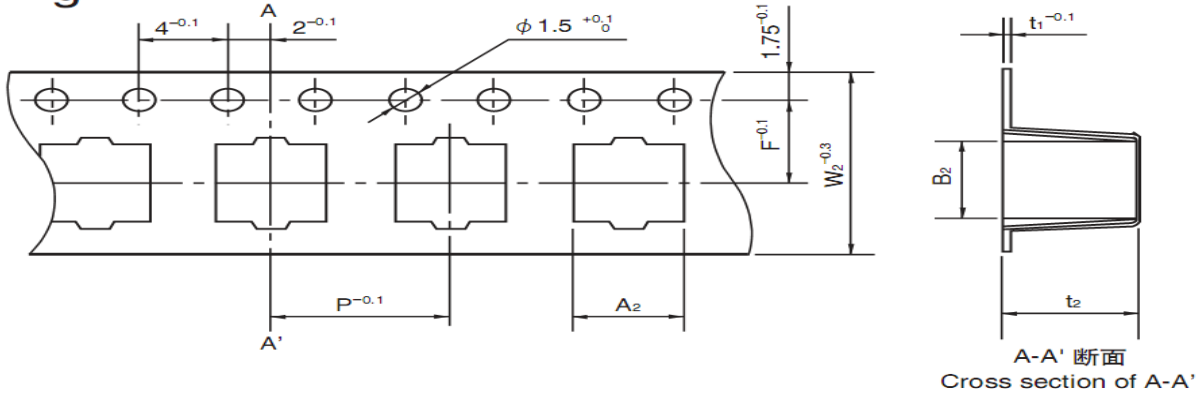 g
A
4⁻⁰·¹
2⁻⁰·¹
φ 1.5 ⁺⁰·¹₀
1.75⁻⁰·¹
t₁⁻⁰·¹
F⁻⁰·¹
W₂⁻⁰·³
B₂
P⁻⁰·¹
A₂
t₂
A'
A-A' 断面
Cross section of A-A'